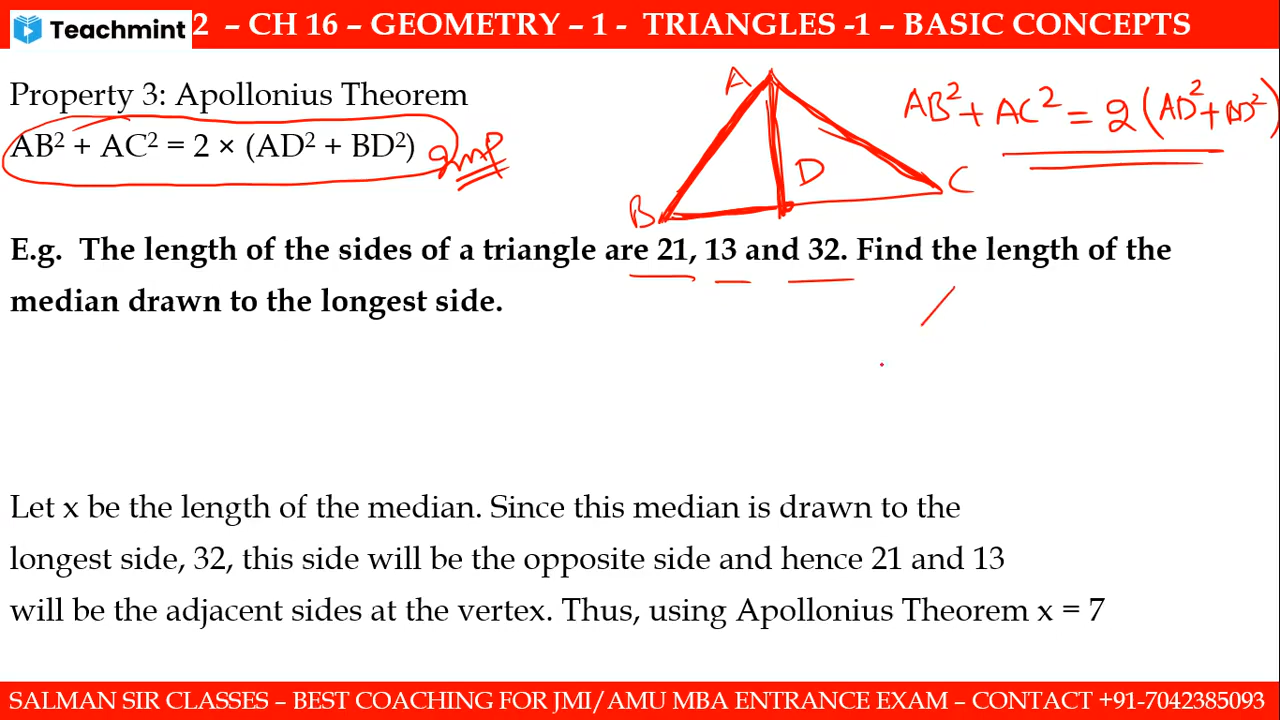 Teachmint
2 – CH 16 – GEOMETRY – 1 - TRIANGLES -1 – BASIC CONCEPTS
Property 3: Apollonius Theorem
AB² + AC² = 2 × (AD² + BD²)
Imp
A
B
D
C
AB² + AC² = 2 (AD² + BD²)
E.g. The length of the sides of a triangle are 21, 13 and 32. Find the length of the
median drawn to the longest side.
Let x be the length of the median. Since this median is drawn to the
longest side, 32, this side will be the opposite side and hence 21 and 13
will be the adjacent sides at the vertex. Thus, using Apollonius Theorem x = 7
SALMAN SIR CLASSES – BEST COACHING FOR JMI/AMU MBA ENTRANCE EXAM – CONTACT +91-7042385093